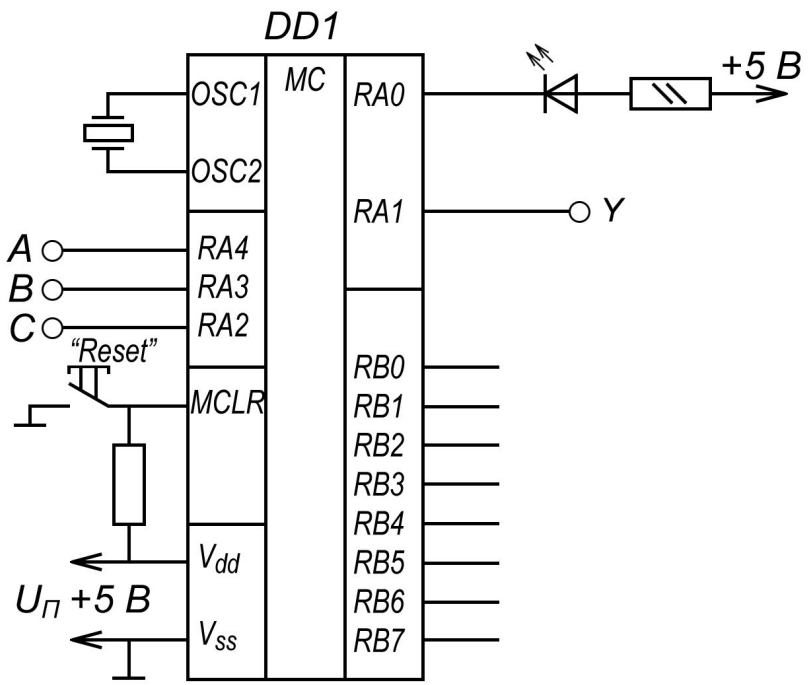 DD1
MC
OSC1
OSC2
RA4
RA3
RA2
MCLR
Vdd
Vss
RA0
RA1
RB0
RB1
RB2
RB3
RB4
RB5
RB6
RB7
+5 В
Y
A
B
C
“Reset”
UП +5 В